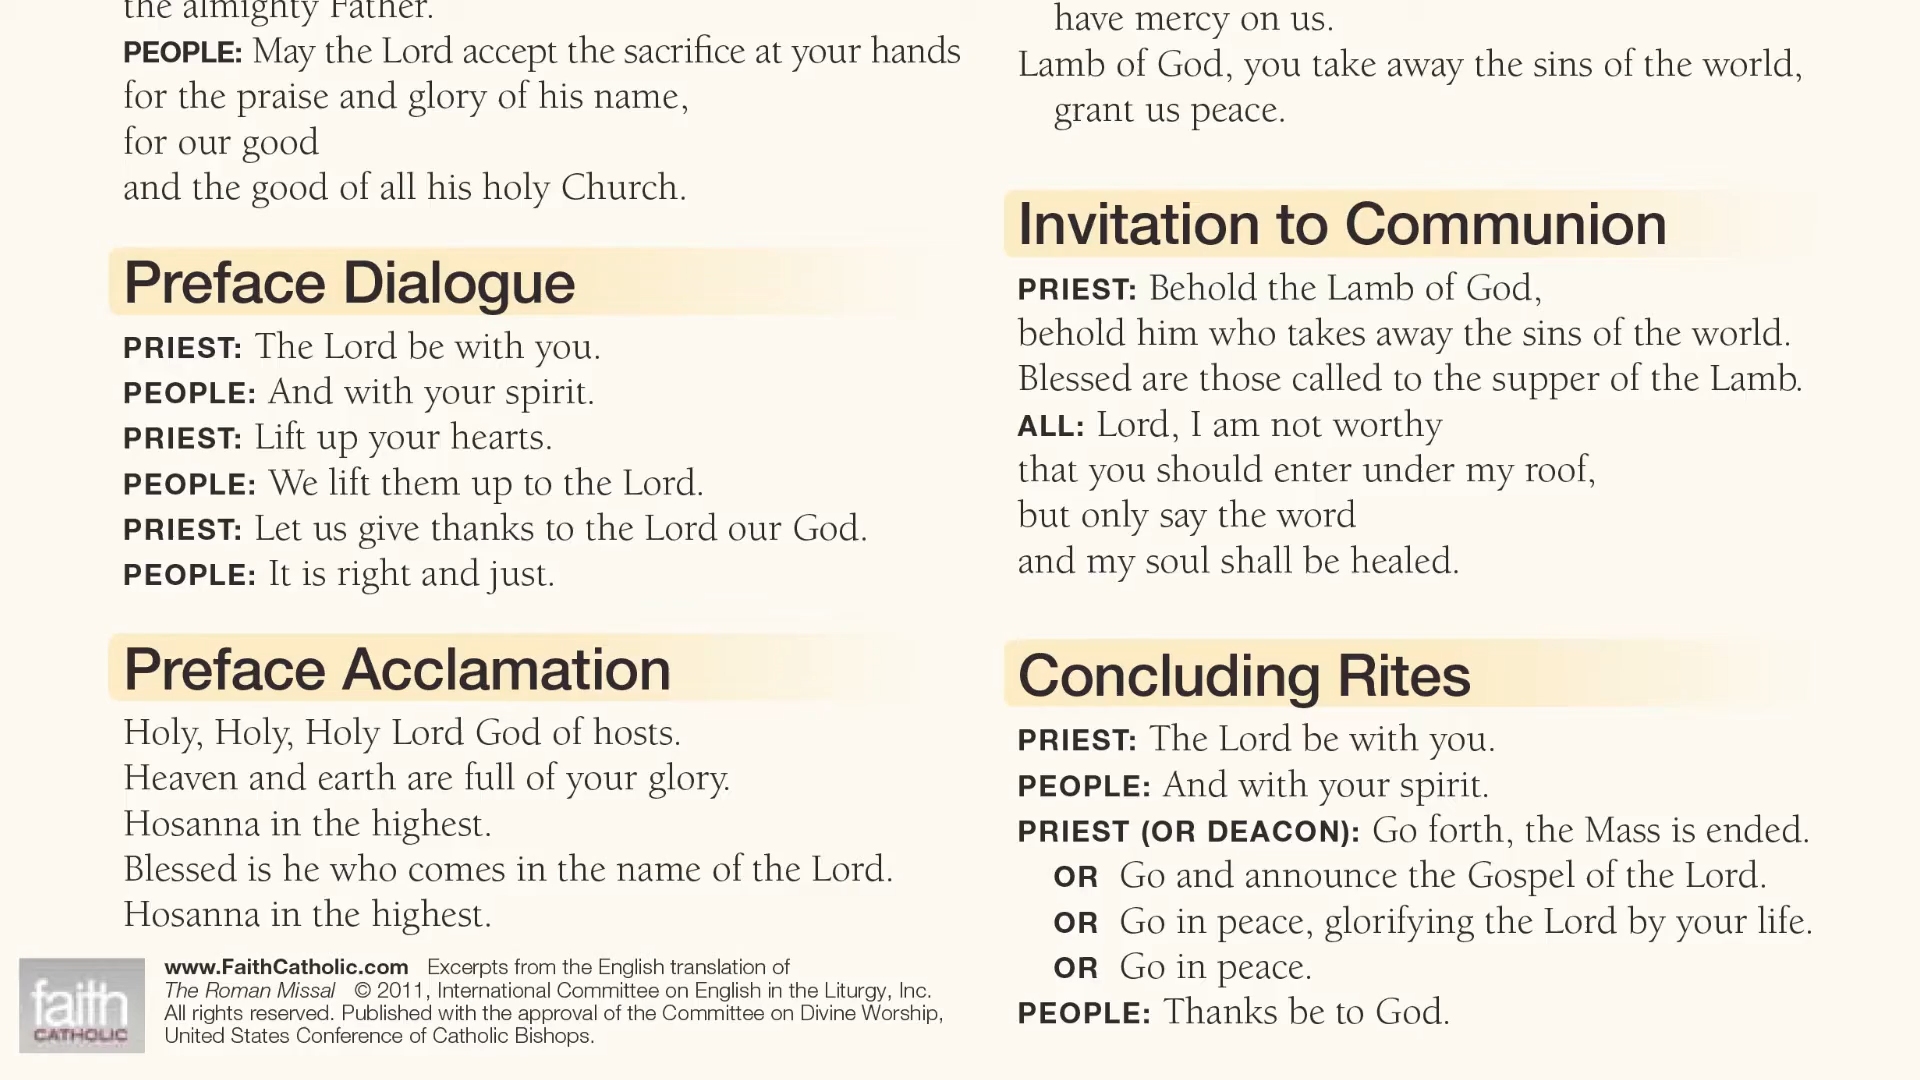 the almighty Father.
PEOPLE: May the Lord accept the sacrifice at your hands
for the praise and glory of his name,
for our good
and the good of all his holy Church.
Preface Dialogue
PRIEST: The Lord be with you.
PEOPLE: And with your spirit.
PRIEST: Lift up your hearts.
PEOPLE: We lift them up to the Lord.
PRIEST: Let us give thanks to the Lord our God.
PEOPLE: It is right and just.
Preface Acclamation
Holy, Holy, Holy Lord God of hosts.
Heaven and earth are full of your glory.
Hosanna in the highest.
Blessed is he who comes in the name of the Lord.
Hosanna in the highest.
have mercy on us.
Lamb of God, you take away the sins of the world,
grant us peace.
Invitation to Communion
PRIEST: Behold the Lamb of God,
behold him who takes away the sins of the world.
Blessed are those called to the supper of the Lamb.
ALL: Lord, I am not worthy
that you should enter under my roof,
but only say the word
and my soul shall be healed.
Concluding Rites
PRIEST: The Lord be with you.
PEOPLE: And with your spirit.
PRIEST (OR DEACON): Go forth, the Mass is ended.
OR Go and announce the Gospel of the Lord.
OR Go in peace, glorifying the Lord by your life.
OR Go in peace.
PEOPLE: Thanks be to God.
faith
CATHOLIC
www.FaithCatholic.com Excerpts from the English translation of
The Roman Missal © 2011, International Committee on English in the Liturgy, Inc.
All rights reserved. Published with the approval of the Committee on Divine Worship,
United States Conference of Catholic Bishops.